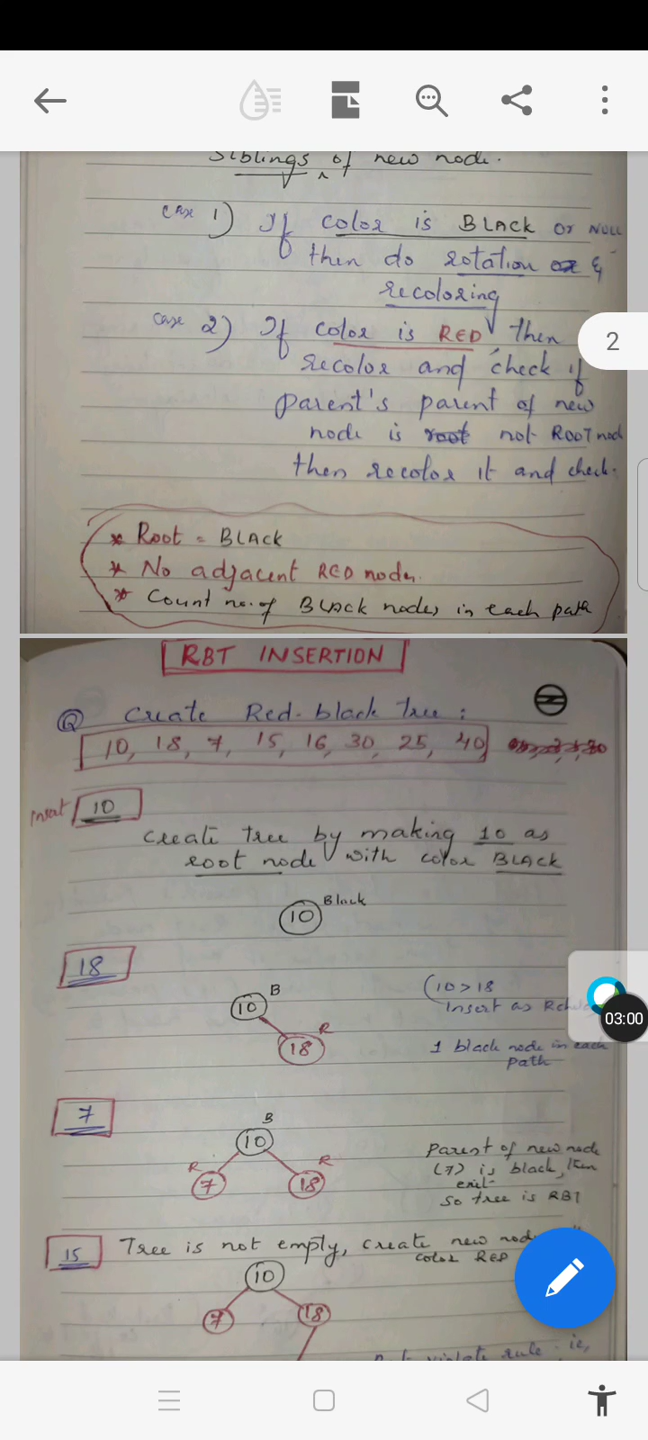 Siblings of new node.
Case 1) If color is BLACK or NULL
then do rotation &
recoloring
Case 2) If color is RED, then
recolor and check if
parent's parent of new
node is not ROOT nod
then recolor it and check.
2
* Root = BLACK
* No adjacent RED nodes.
* Count no. of BLACK nodes in each path
RBT INSERTION
Q Create Red-black tree :
10, 18, 7, 15, 16, 30, 25, 40
insert 10
Create tree by making 10 as
root node with color BLACK
10 Black
18
10 B
18 R
(10 > 18
Insert as
1 black node in each
path
03:00
7
B
10
R 7
R 18
Parent of new node
(7) is black, then
exit
So tree is RBT
15 Tree is not empty, create new
color RED
10
7
18
violate rule ie,